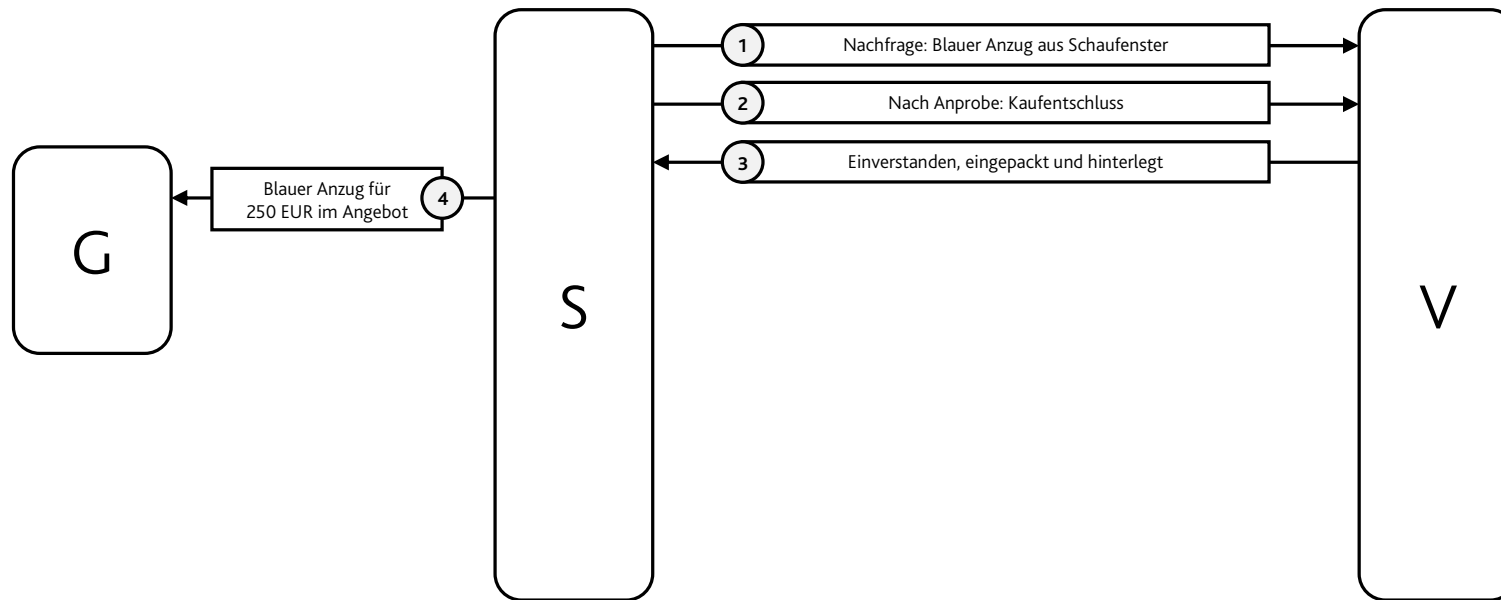 1
Nachfrage: Blauer Anzug aus Schaufenster
2
Nach Anprobe: Kaufentschluss
3
Einverstanden, eingepackt und hinterlegt
Blauer Anzug für
250 EUR im Angebot
4
G
S
V